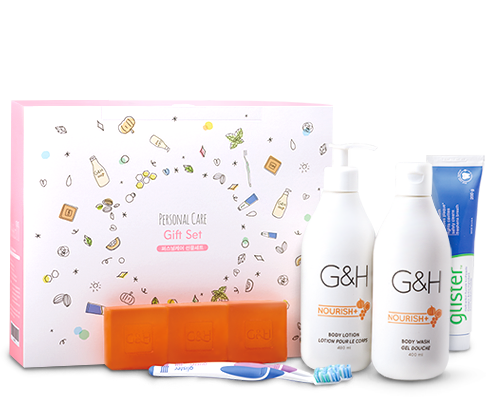 PERSONAL CARE
Gift Set
퍼스널케어 선물세트
G&H
NOURISH+
BODY LOTION
LOTION POUR LE CORPS
400 ml
G&H
NOURISH+
BODY WASH
GEL DOUCHE
400 ml
glister
G&H
glister